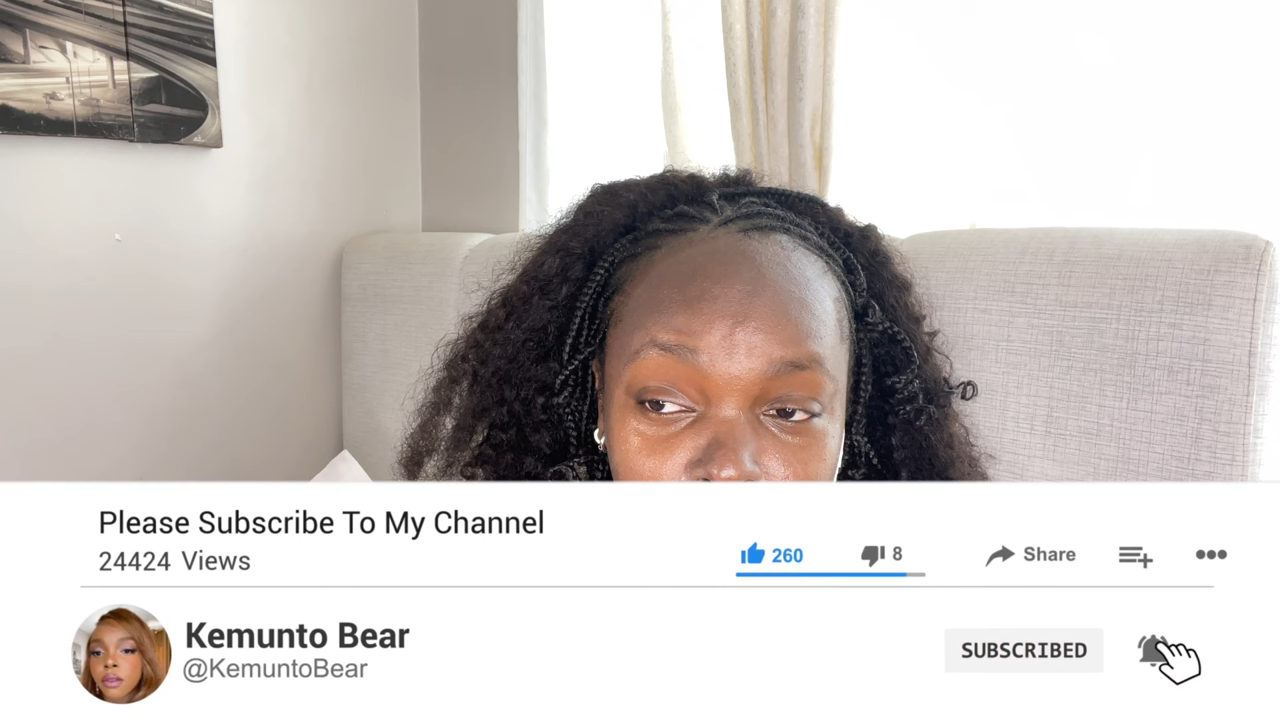 Please Subscribe To My Channel
24424 Views
260
8
Share
Kemunto Bear
@KemuntoBear
SUBSCRIBED